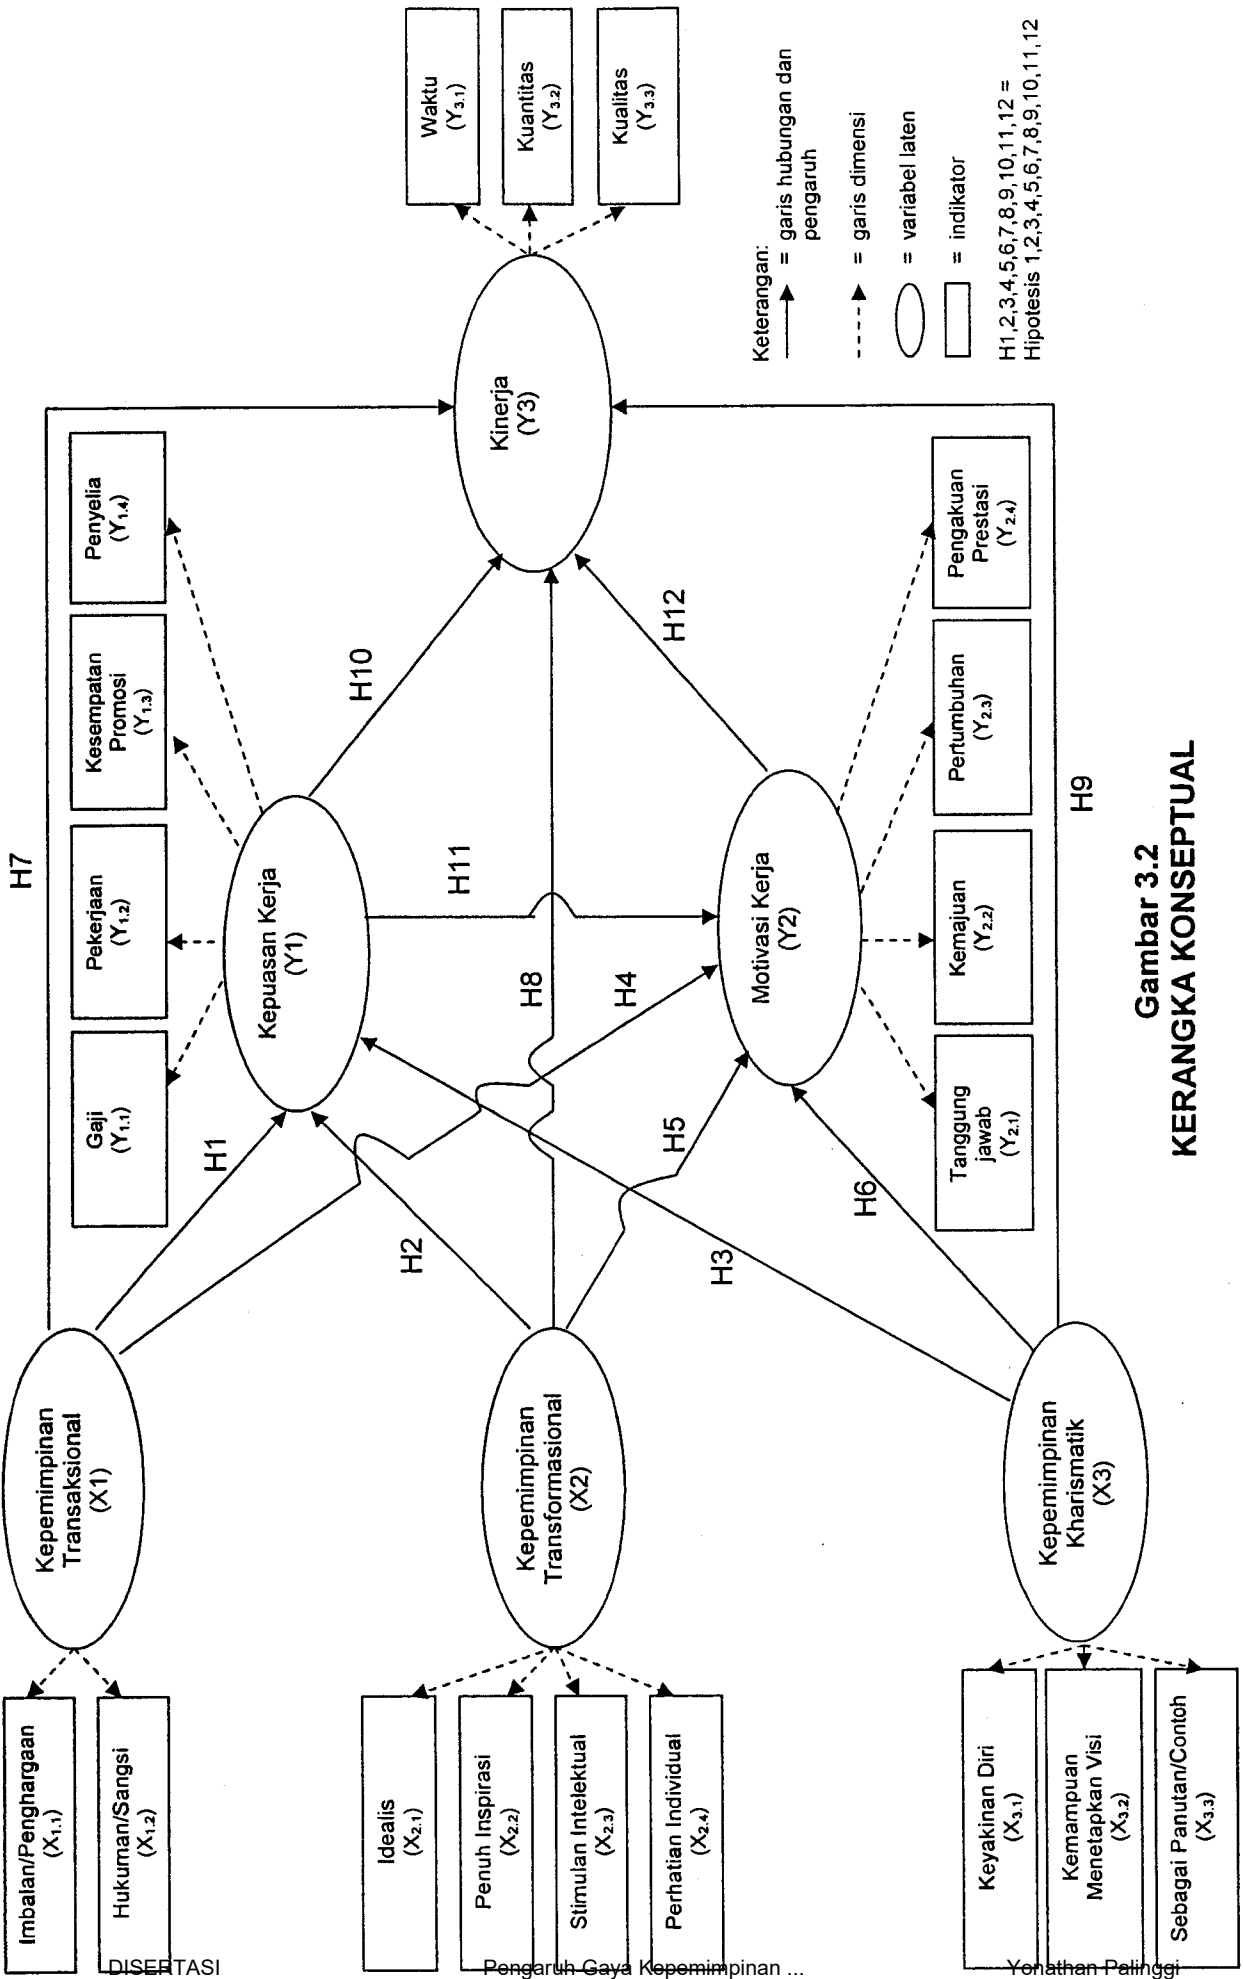 Imbalan/Penghargaan
(X1.1)
Hukuman/Sangsi
(X1.2)
Idealis
(X2.1)
Penuh Inspirasi
(X2.2)
Stimulan Intelektual
(X2.3)
Perhatian Individual
(X2.4)
Keyakinan Diri
(X3.1)
Kemampuan
Menetapkan Visi
(X3.2)
Sebagai Panutan/Contoh
(X3.3)
Kepemimpinan
Transaksional
(X1)
Kepemimpinan
Transformasional
(X2)
Kepemimpinan
Kharismatik
(X3)
H7
H1
H2
H3
H4
H5
H6
H8
H9
H10
H11
H12
Gaji
(Y1.1)
Pekerjaan
(Y1.2)
Kesempatan
Promosi
(Y1.3)
Penyelia
(Y1.4)
Kepuasan Kerja
(Y1)
Motivasi Kerja
(Y2)
Tanggung
jawab
(Y2.1)
Kemajuan
(Y2.2)
Pertumbuhan
(Y2.3)
Pengakuan
Prestasi
(Y2.4)
Kinerja
(Y3)
Waktu
(Y3.1)
Kuantitas
(Y3.2)
Kualitas
(Y3.3)
Keterangan:
= garis hubungan dan
pengaruh
= garis dimensi
= variabel laten
= indikator
H1,2,3,4,5,6,7,8,9,10,11,12 =
Hipotesis 1,2,3,4,5,6,7,8,9,10,11,12
Gambar 3.2
KERANGKA KONSEPTUAL
DISERTASI
Pengaruh Gaya Kepemimpinan ...
Yonathan Palinggi